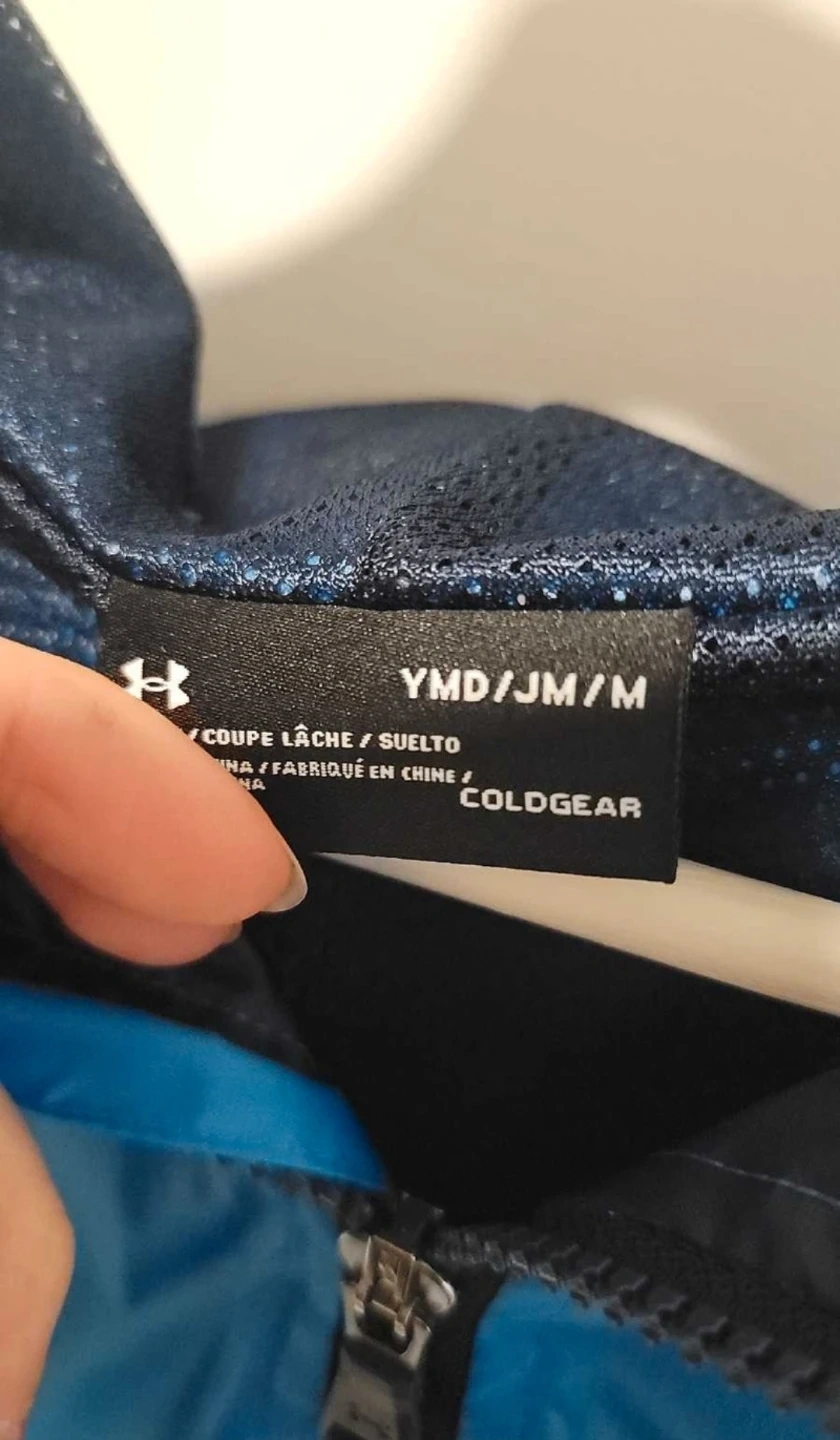 YMD/JM/M
/COUPE LÂCHE / SUELTO
/FABRIQUÉ EN CHINE /
COLDGEAR